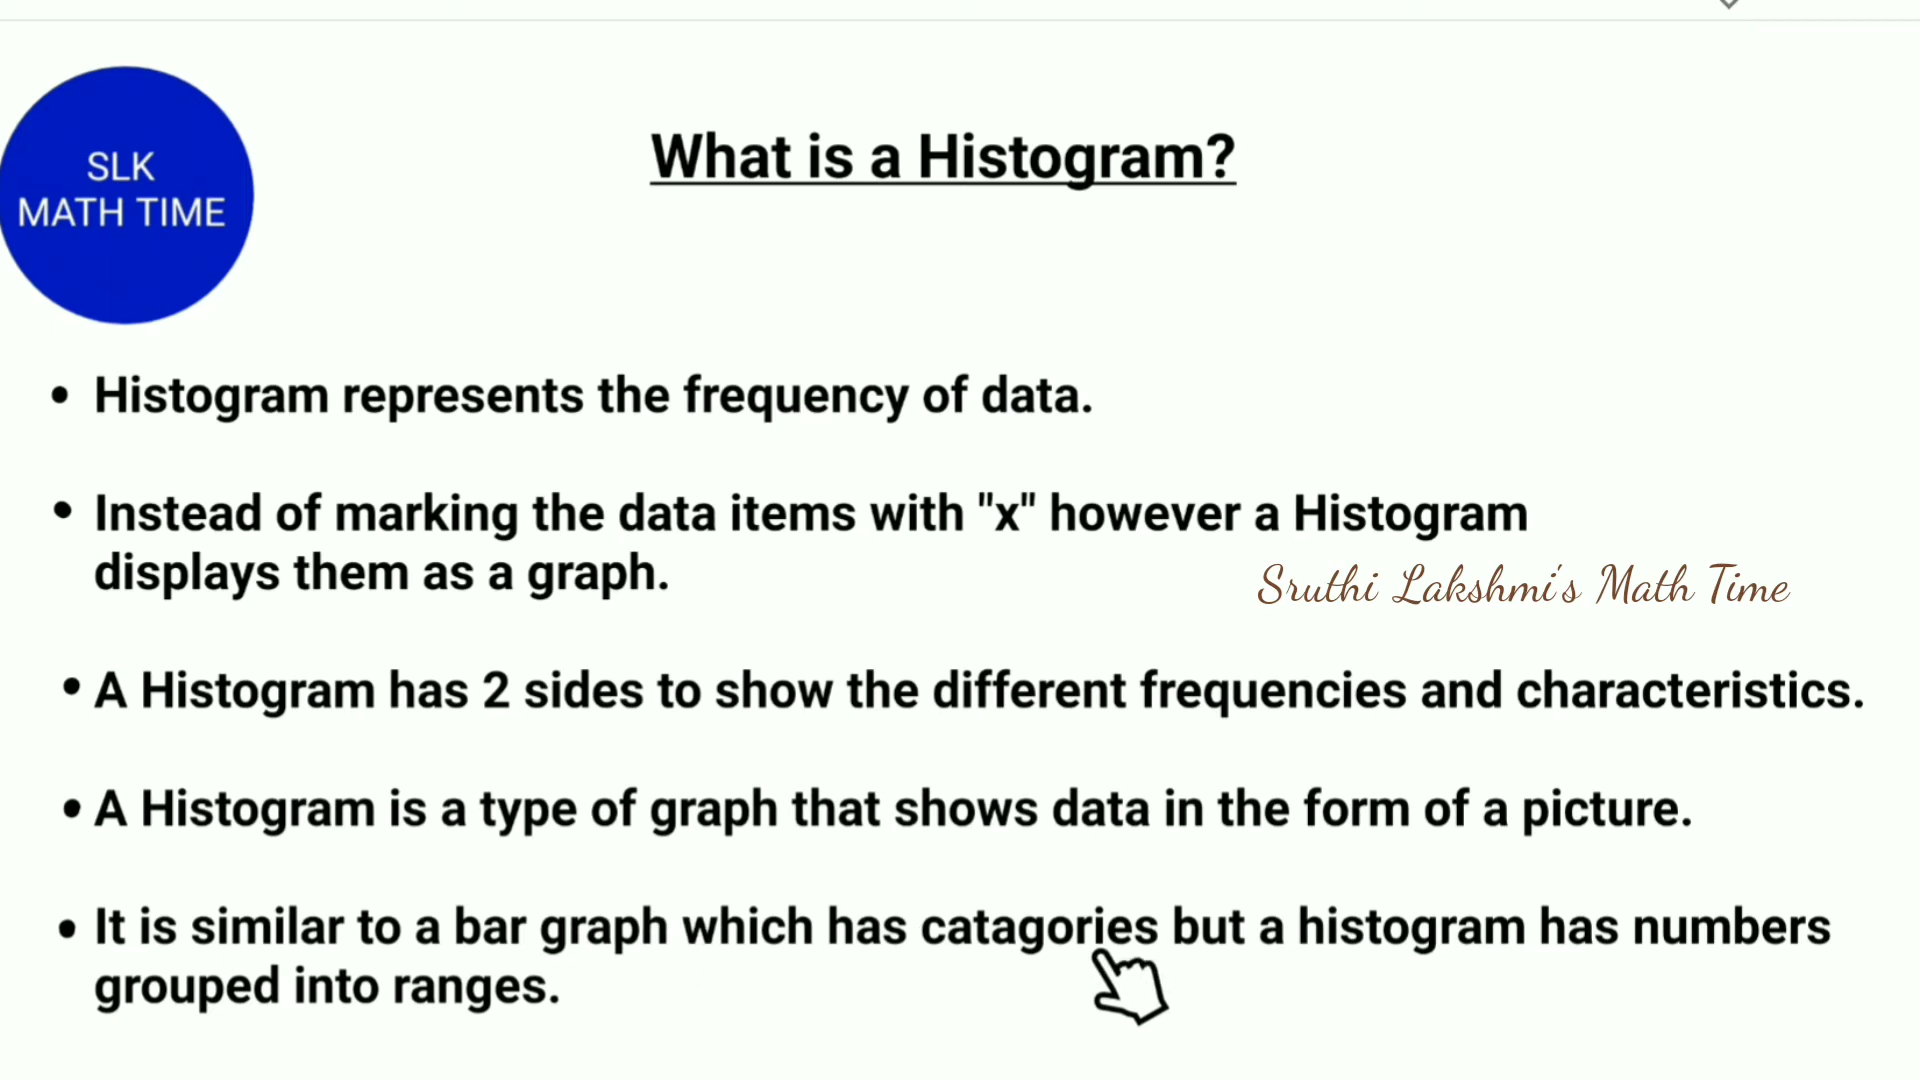 SLK
MATH TIME
What is a Histogram?
• Histogram represents the frequency of data.
• Instead of marking the data items with "x" however a Histogram
displays them as a graph.
Sruthi Lakshmi's Math Time
• A Histogram has 2 sides to show the different frequencies and characteristics.
• A Histogram is a type of graph that shows data in the form of a picture.
• It is similar to a bar graph which has catagories but a histogram has numbers
grouped into ranges.